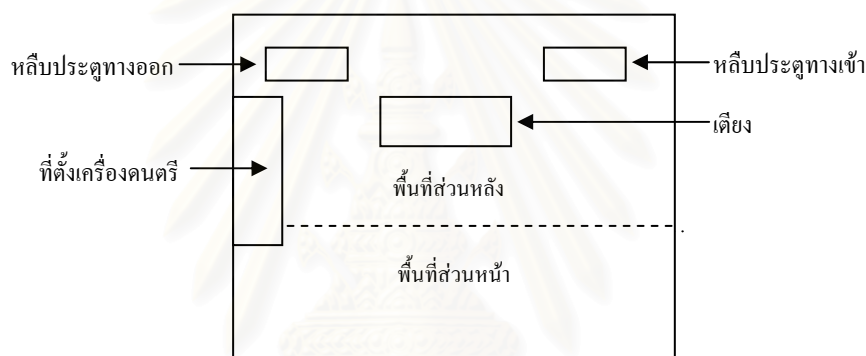 หลืบประตูทางออก
หลืบประตูทางเข้า
เตียง
ที่ตั้งเครื่องดนตรี
พื้นที่ส่วนหลัง
พื้นที่ส่วนหน้า